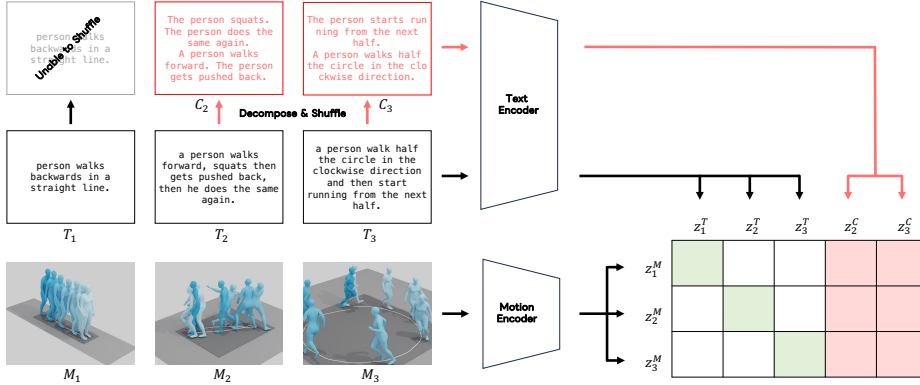 person walks
backwards in a
straight line.
Unable to Shuffle
The person squats.
The person does the
same again.
A person walks
forward. The person
gets pushed back.
The person starts run
ning from the next
half.
A person walks half
the circle in the clo
ckwise direction.
C₂
Decompose & Shuffle
C₃
Text
Encoder
person walks
backwards in a
straight line.
a person walks
forward, squats then
gets pushed back,
then he does the same
again.
a person walk half
the circle in the
clockwise direction
and then start
running from the next
half.
T₁
T₂
T₃
z₁ᵀ
z₂ᵀ
z₃ᵀ
z₂ᶜ
z₃ᶜ
Motion
Encoder
z₁ᴹ
z₂ᴹ
z₃ᴹ
M₁
M₂
M₃